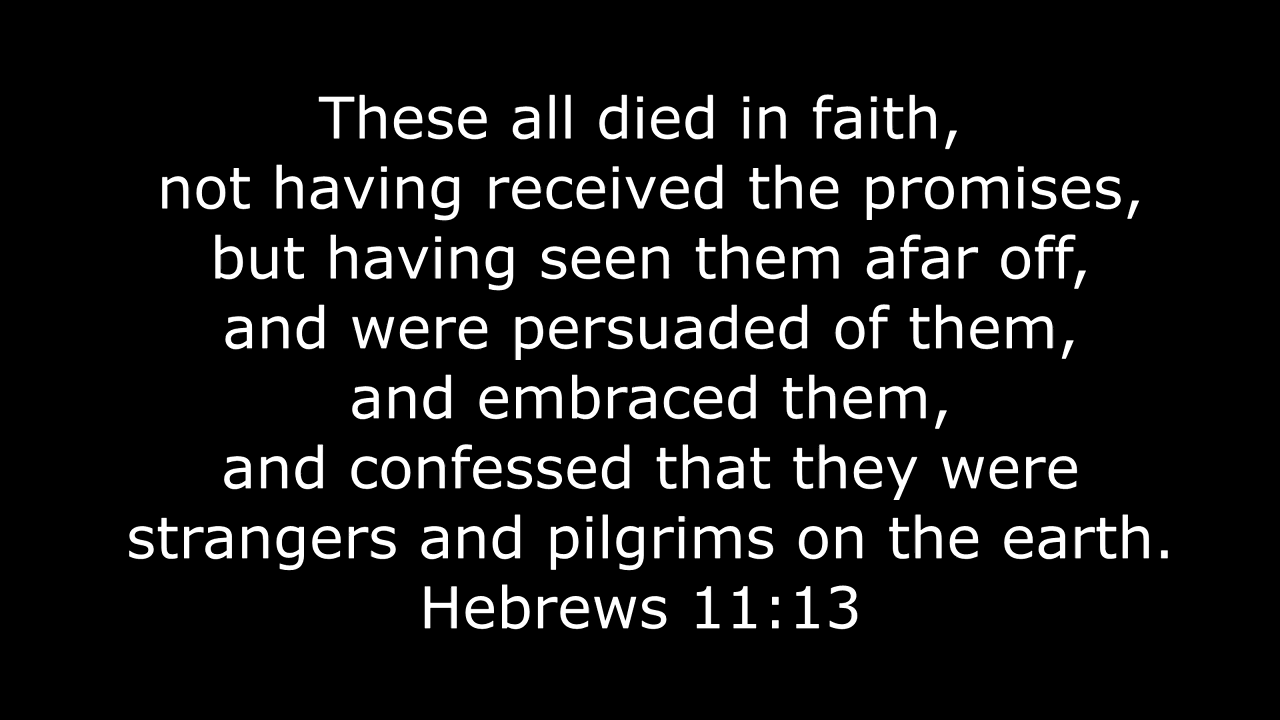 These all died in faith,
not having received the promises,
but having seen them afar off,
and were persuaded of them,
and embraced them,
and confessed that they were
strangers and pilgrims on the earth.
Hebrews 11:13